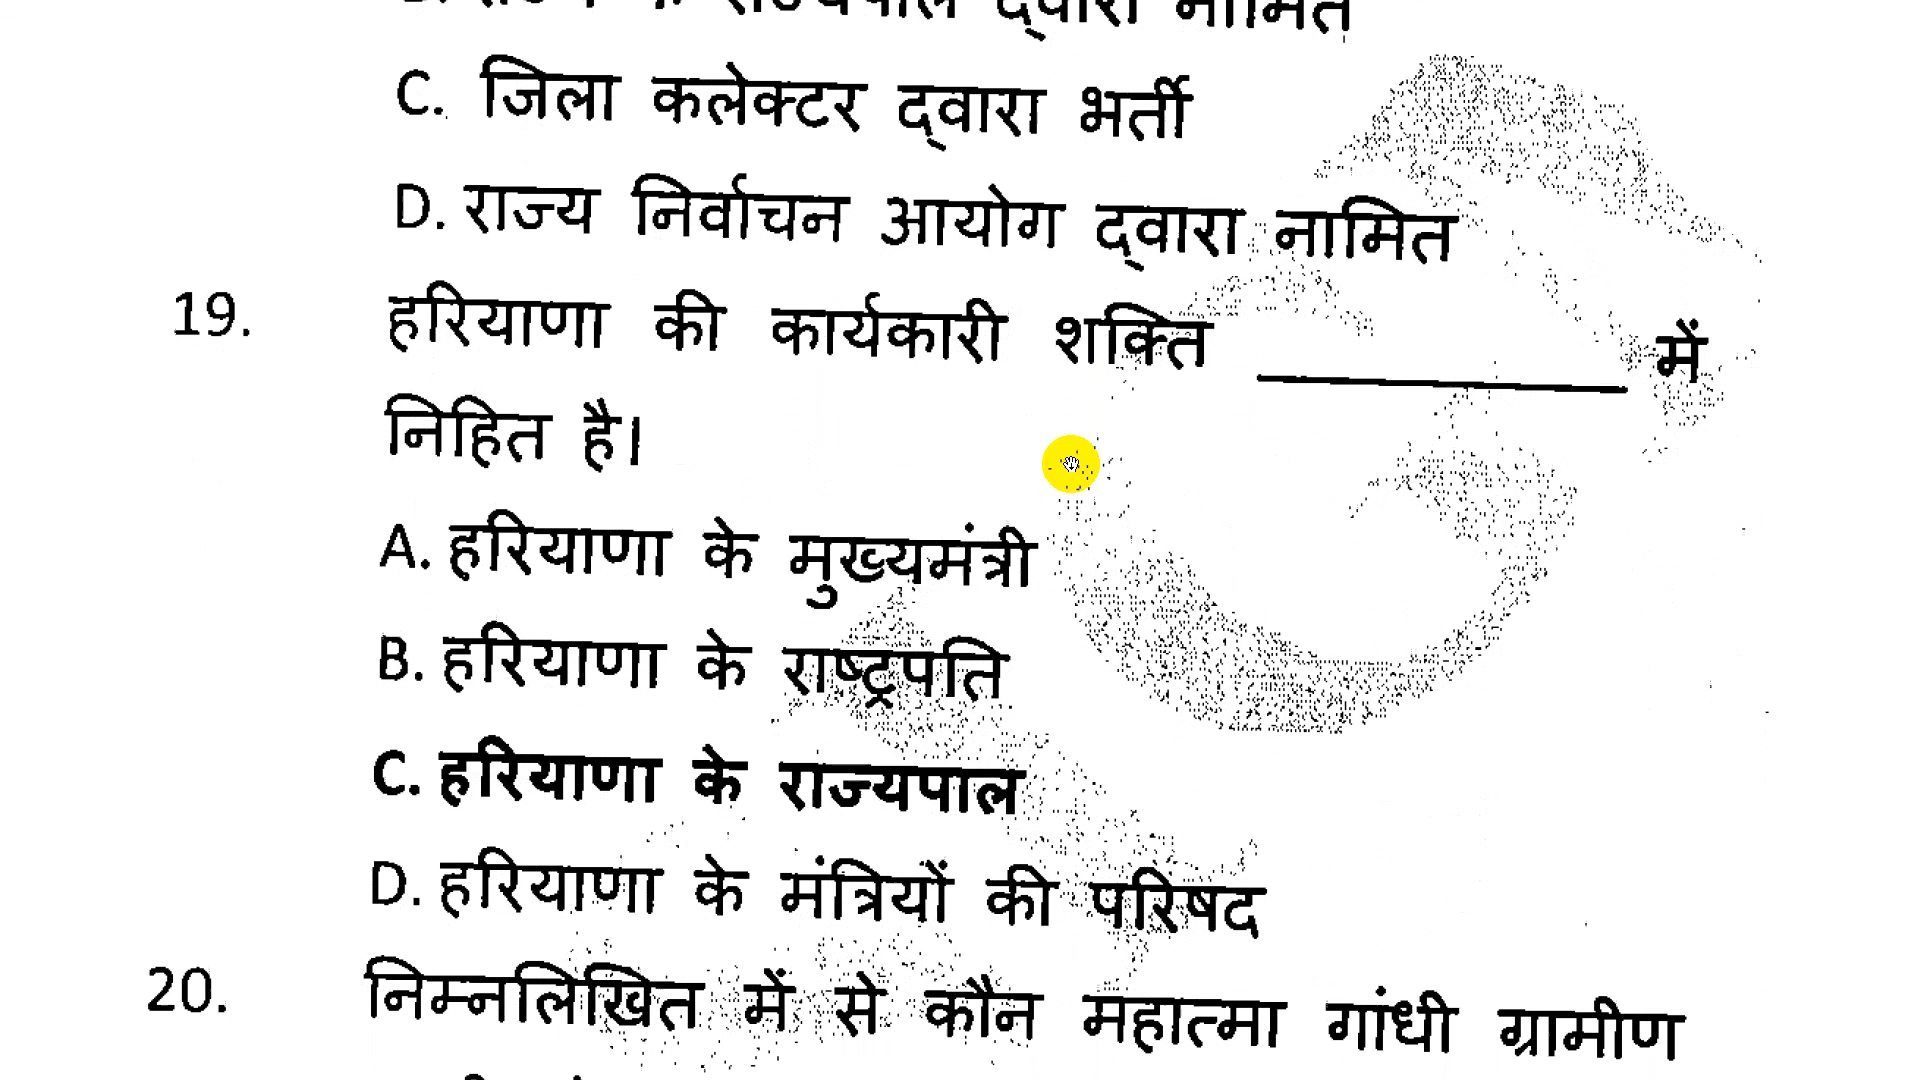 द्वारा नामित
C. जिला कलेक्टर द्वारा भर्ती
D. राज्य निर्वाचन आयोग द्वारा नामित
19. हरियाणा की कार्यकारी शक्ति __________ में
निहित है।
A. हरियाणा के मुख्यमंत्री
B. हरियाणा के राष्ट्रपति
C. हरियाणा के राज्यपाल
D. हरियाणा के मंत्रियों की परिषद
20. निम्नलिखित में से कौन महात्मा गांधी ग्रामीण